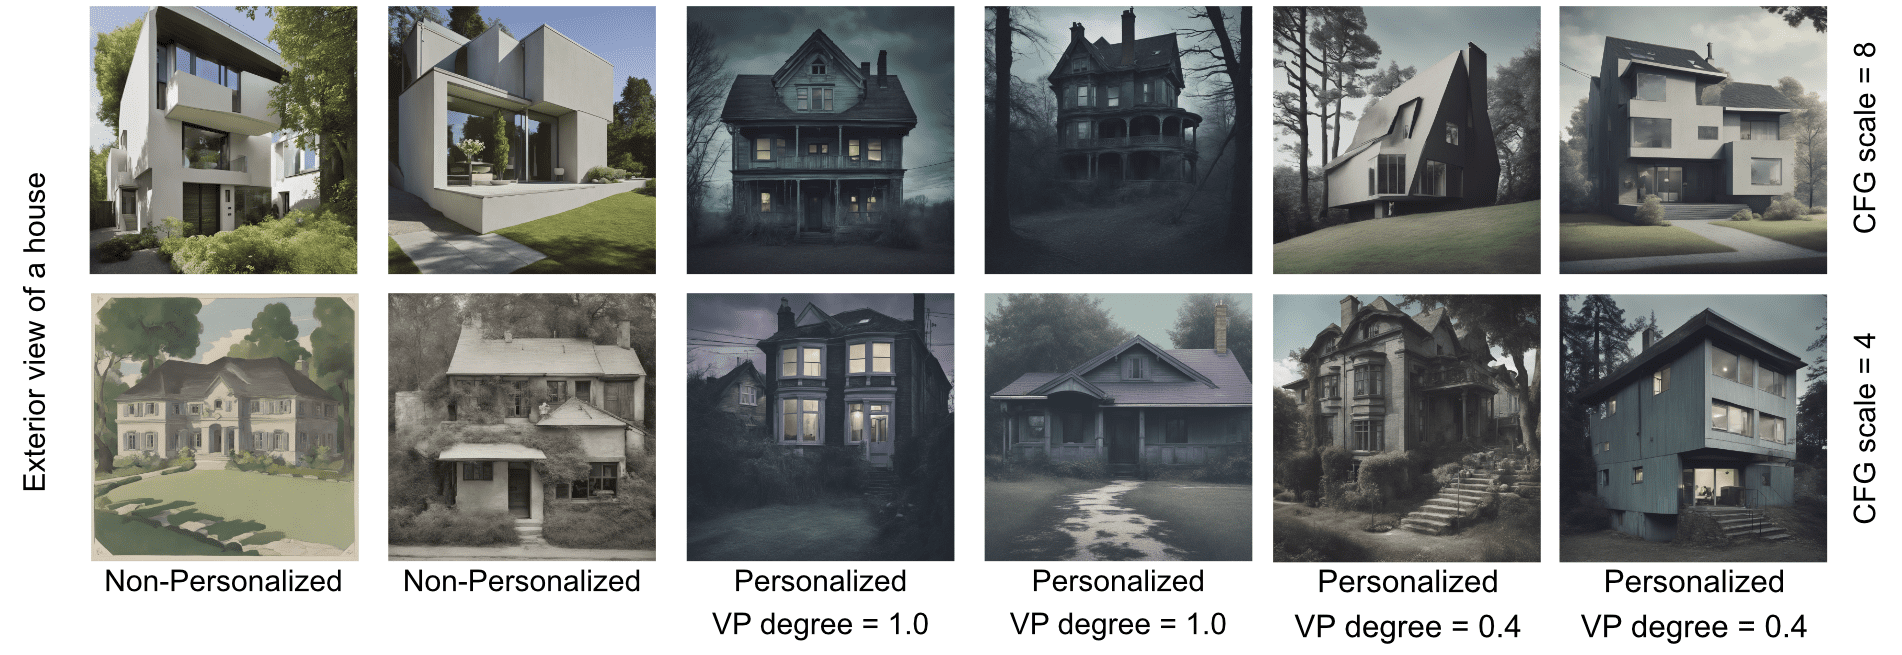 Exterior view of a house
CFG scale = 8
CFG scale = 4
Non-Personalized
Non-Personalized
Personalized
VP degree = 1.0
Personalized
VP degree = 1.0
Personalized
VP degree = 0.4
Personalized
VP degree = 0.4